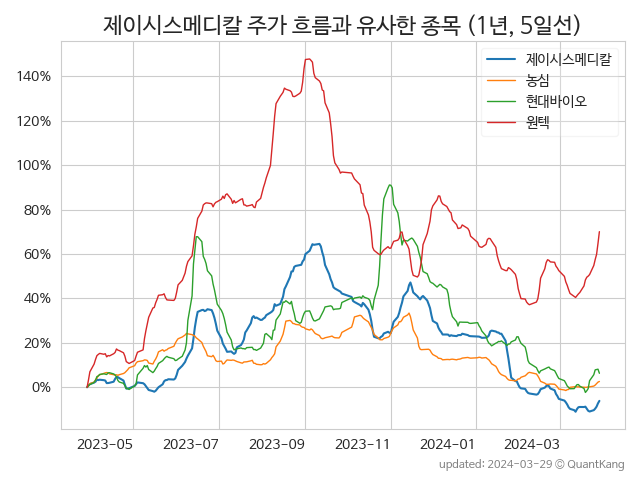 제이시스메디칼 주가 흐름과 유사한 종목 (1년, 5일선)
제이시스메디칼
농심
현대바이오
원텍
140%
120%
100%
80%
60%
40%
20%
0%
2023-05 2023-07 2023-09 2023-11 2024-01 2024-03
updated: 2024-03-29 © QuantKang